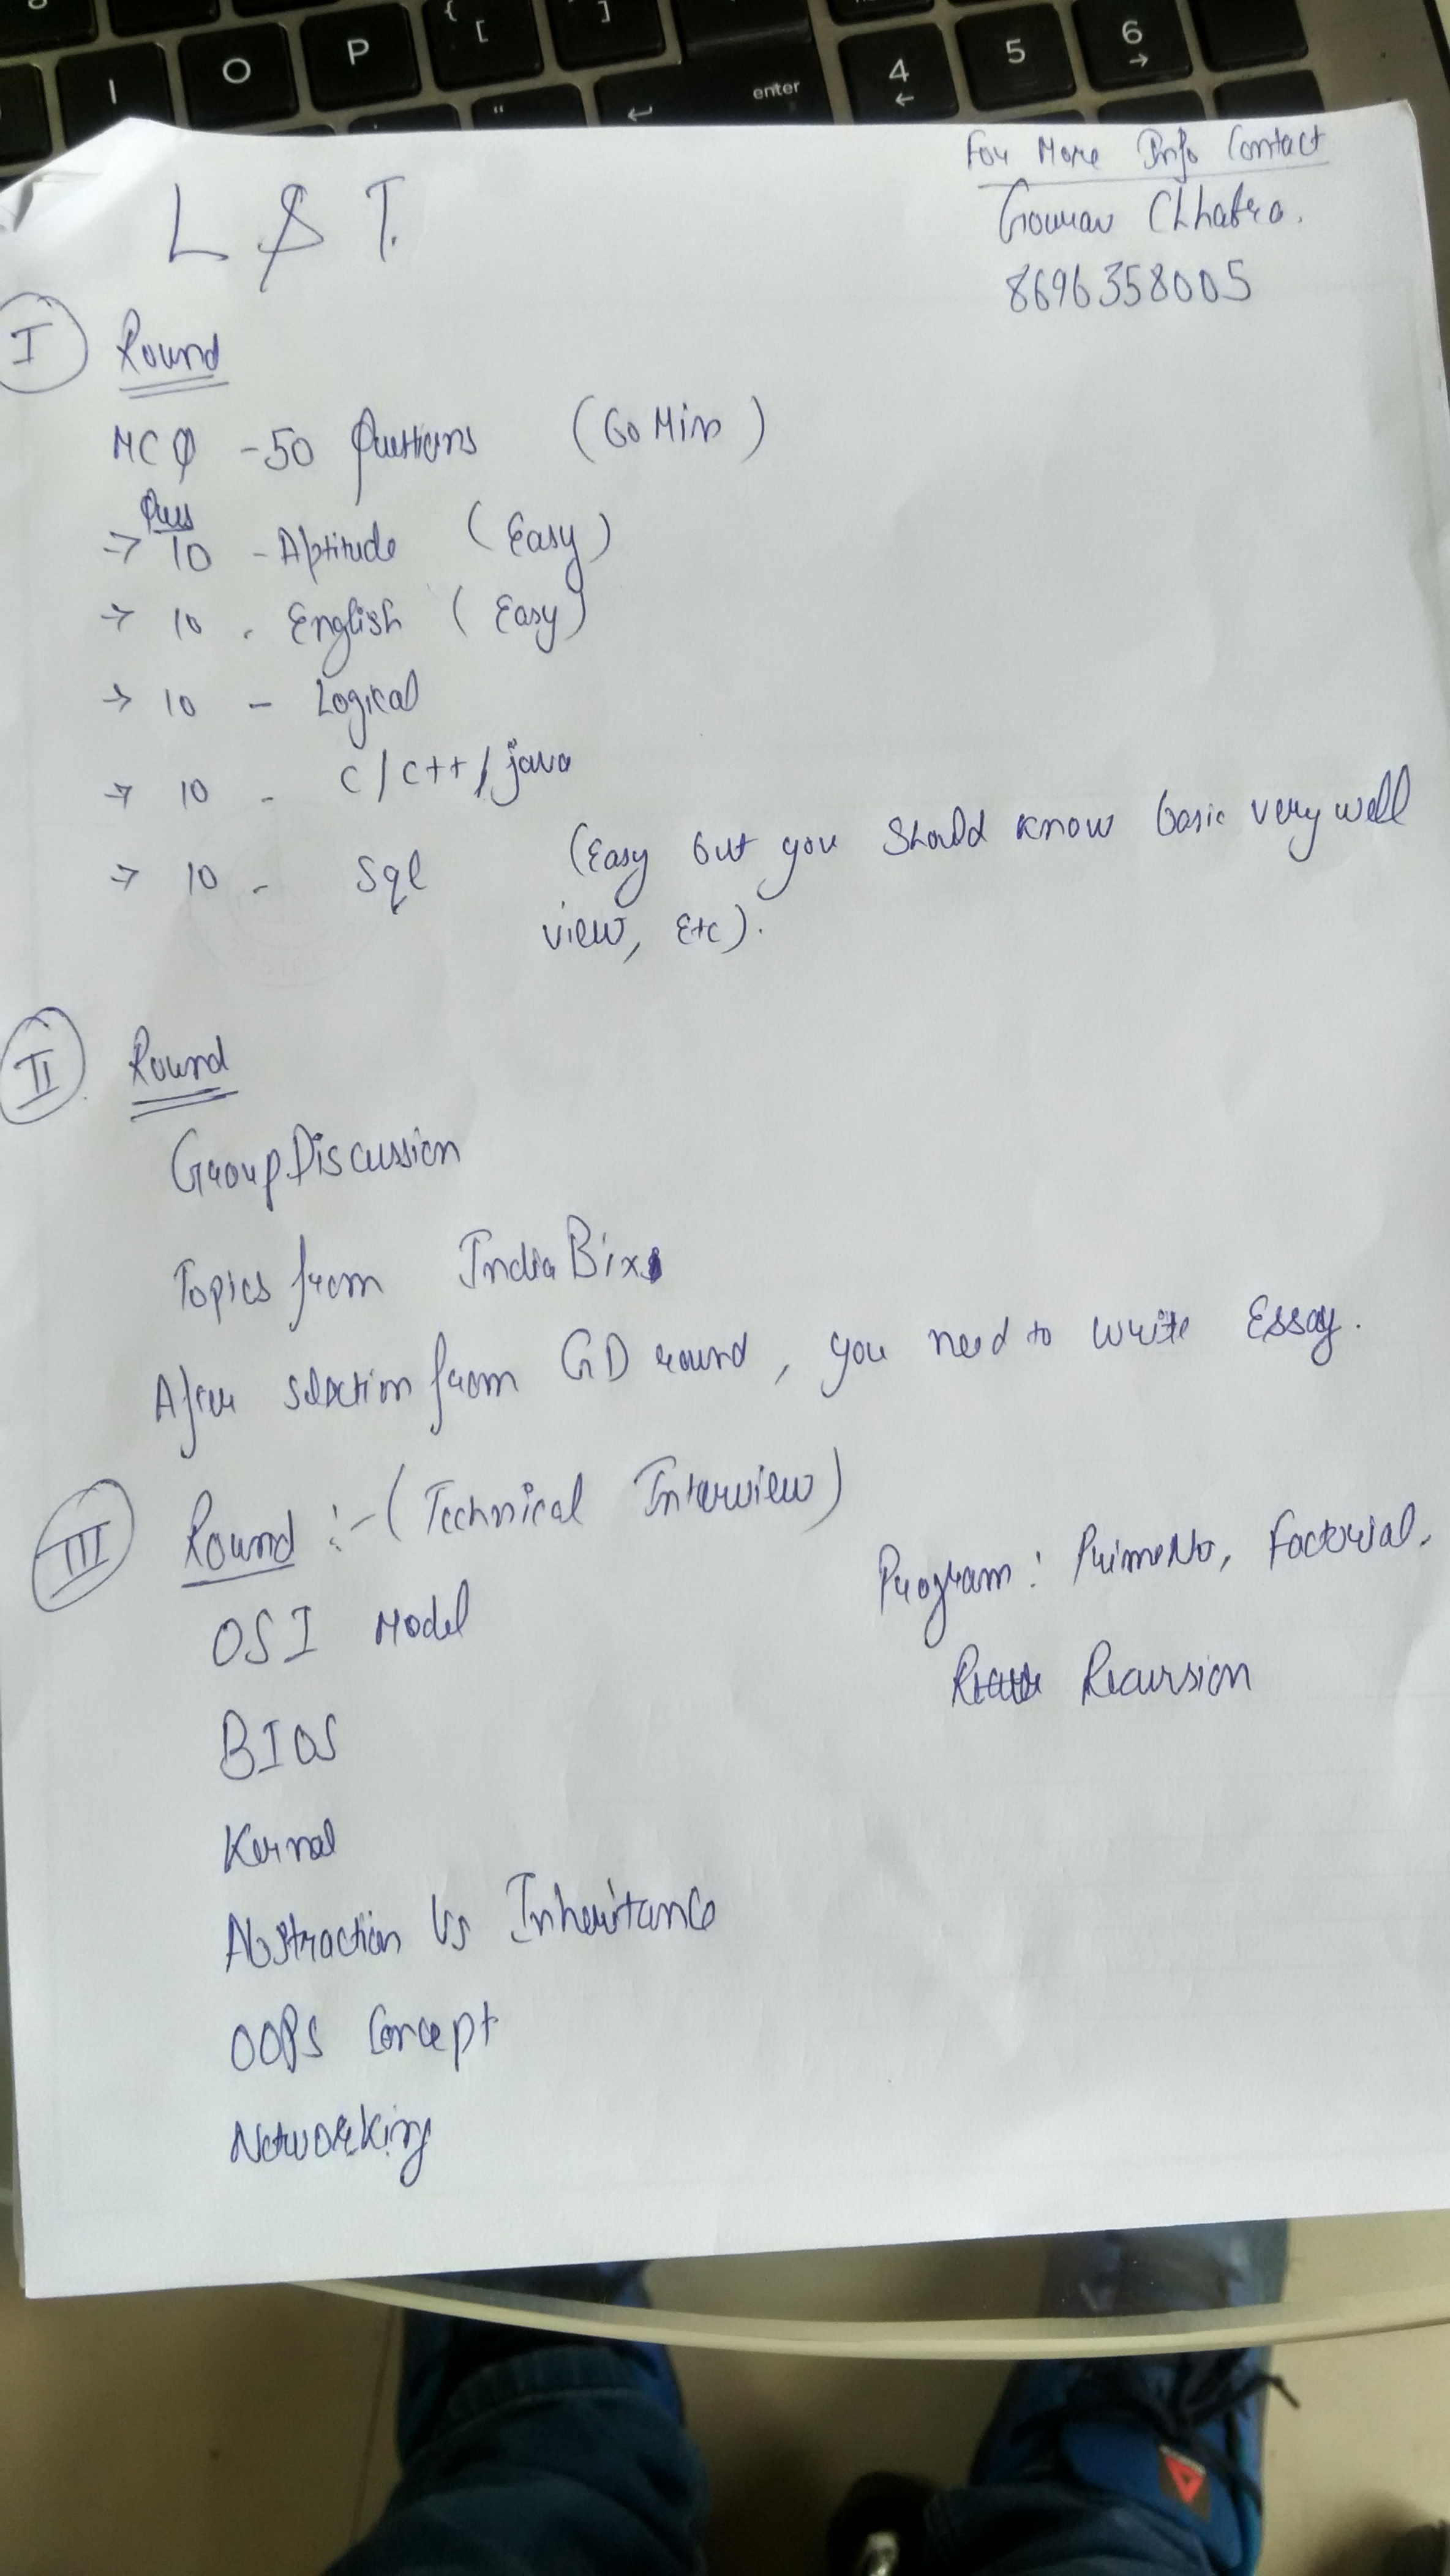 O
P
{
[
]
enter
4
←
5
6
→
For More Info Contact
Gourav Chhabra.
8696358005
L & T.
I Round
MCQ - 50 Questions (60 Min)
Ques
→ 10 - Aptitude (Easy)
→ 10 - English (Easy)
→ 10 - Logical
→ 10 - C/C++/java
→ 10 - Sql (Easy but you should know basic very well
view, Etc).
II Round
Group Discussion
Topics from IndiaBix
After selection from GD round, you need to write Essay.
III Round :- (Technical Interview)
Program : PrimeNo, Factorial,
Recursion
OSI Model
BIOS
Kernal
Abstraction Vs Inheritance
OOPS Concept
Networking